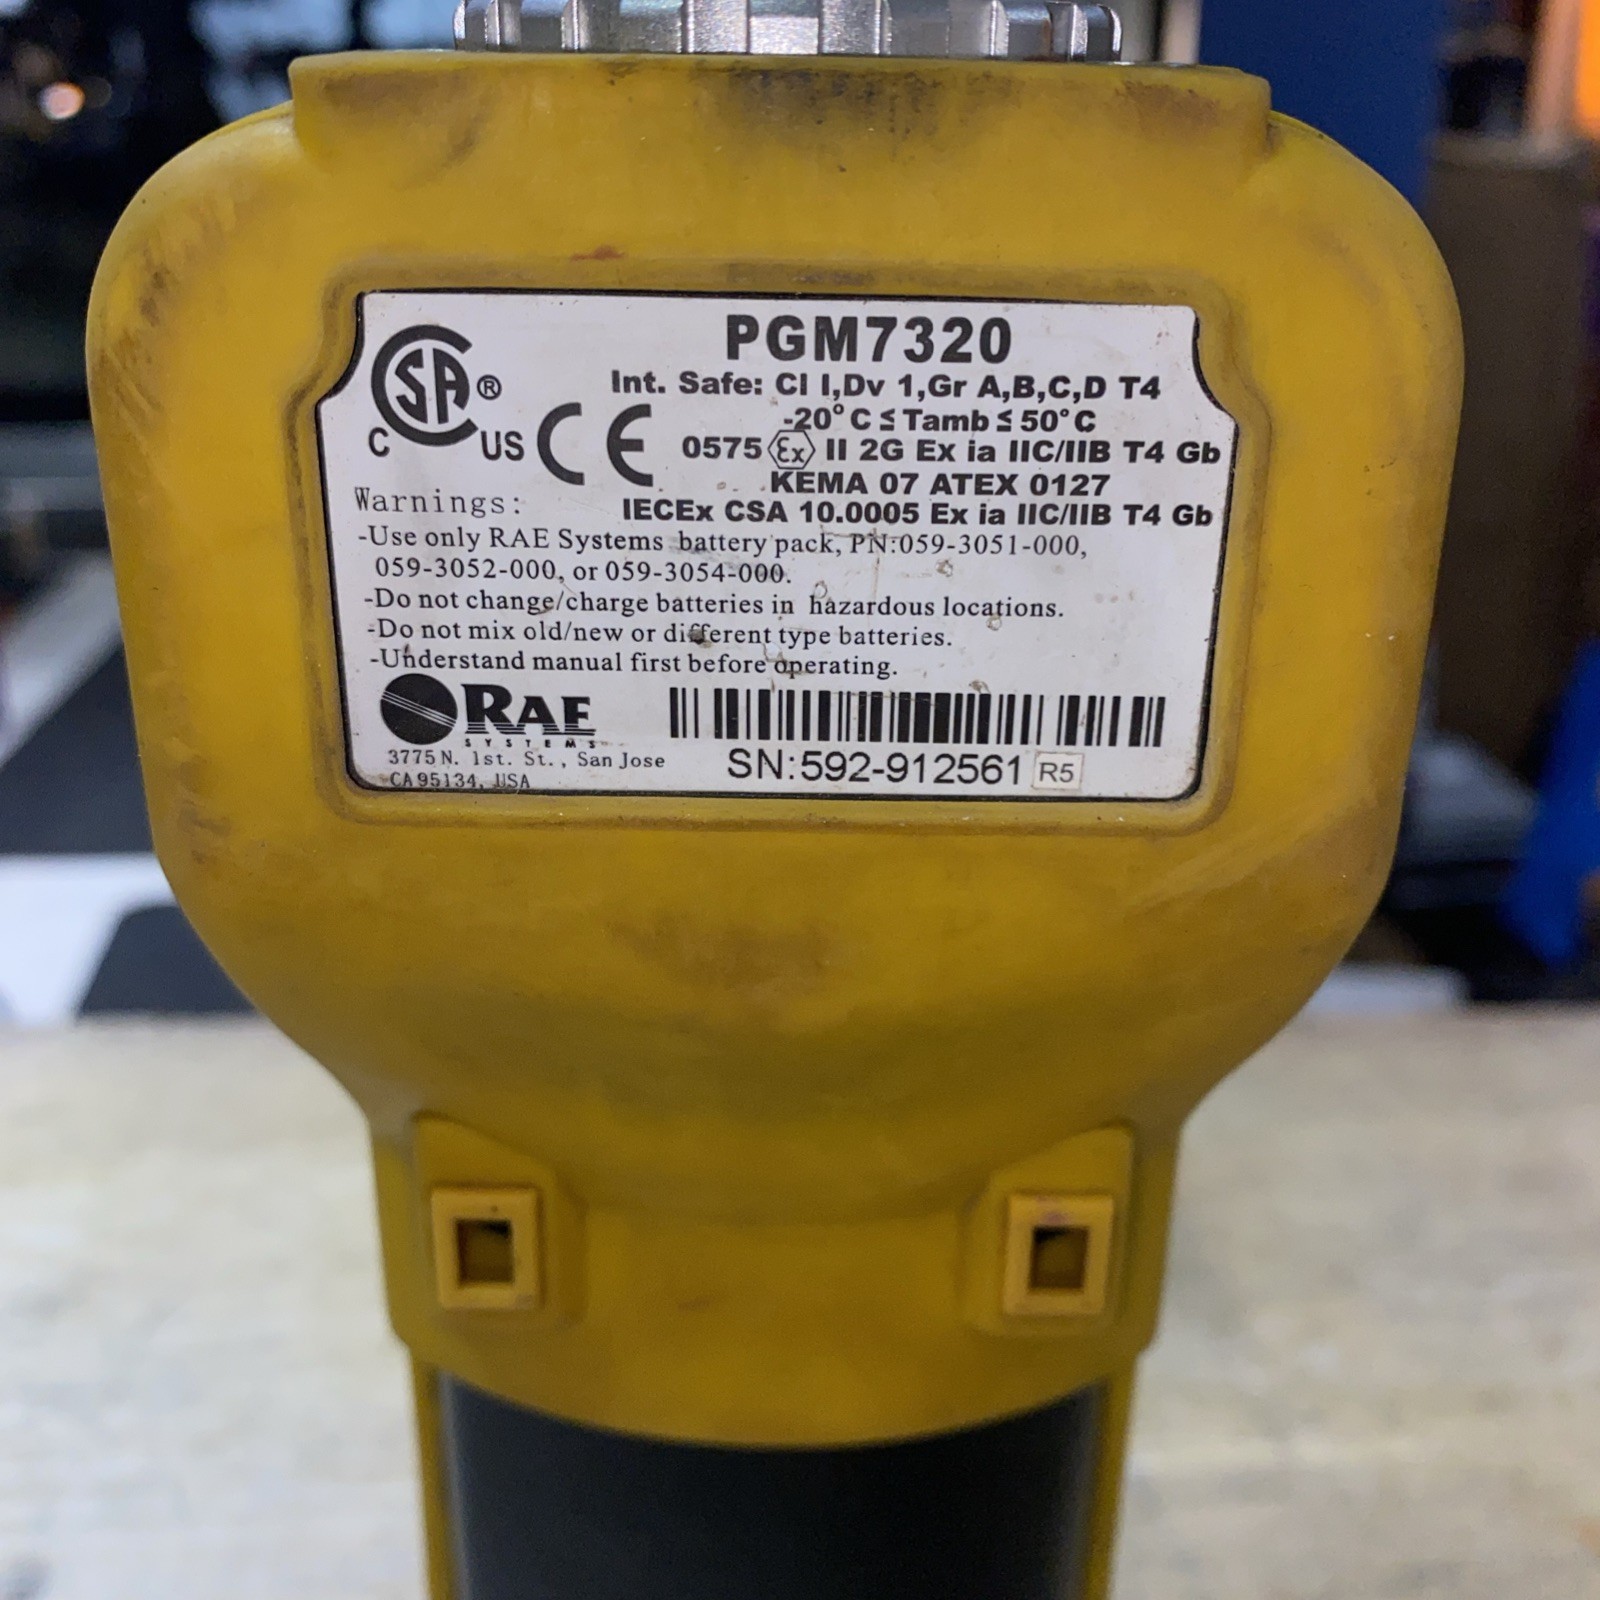 PGM7320
CSA®
C US
Int. Safe: Cl I,Dv 1,Gr A,B,C,D T4
-20°C≤Tamb≤50°C
CE 0575 Ex II 2G Ex ia IIC/IIB T4 Gb
KEMA 07 ATEX 0127
IECEx CSA 10.0005 Ex ia IIC/IIB T4 Gb
Warnings:
-Use only RAE Systems battery pack, PN:059-3051-000,
059-3052-000, or 059-3054-000.
-Do not change/charge batteries in hazardous locations.
-Do not mix old/new or different type batteries.
-Understand manual first before operating.
RAE
SYSTEMS
3775 N. 1st. St., San Jose
CA 95134, USA
SN:592-912561 R5